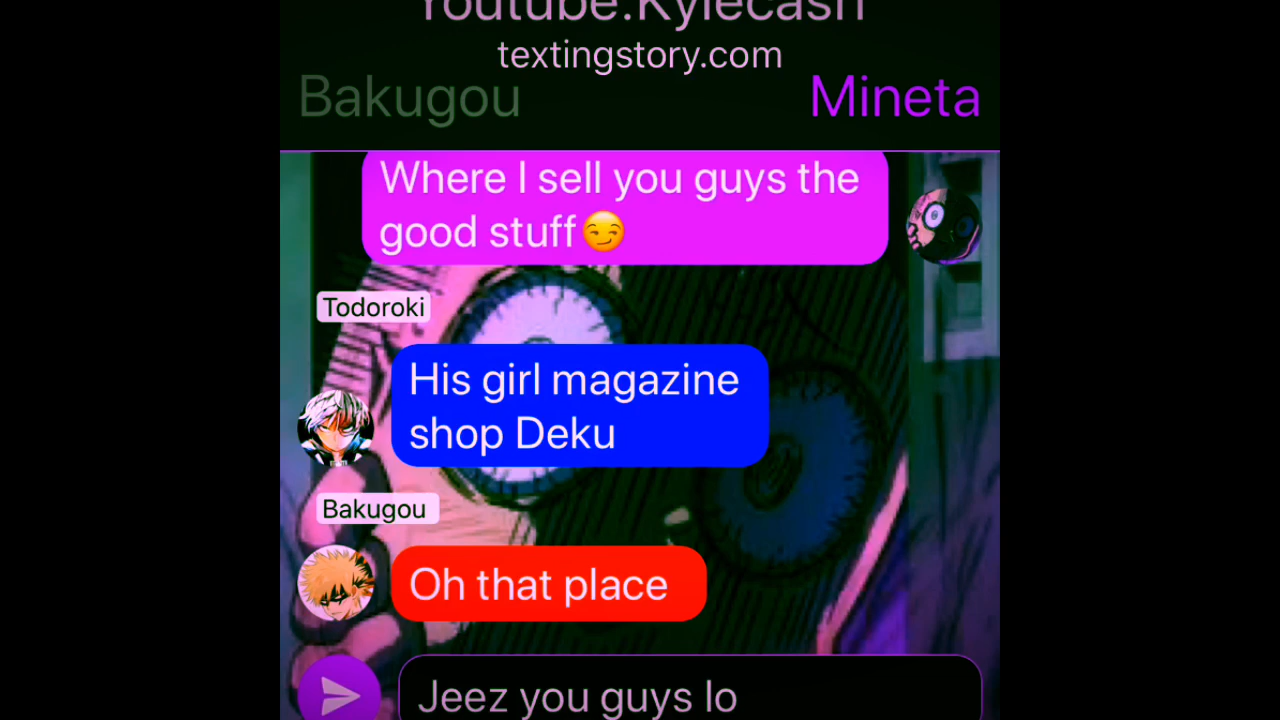 Youtube:Kylecash
textingstory.com
Bakugou
Mineta
Where I sell you guys the
good stuff😏
Todoroki
His girl magazine
shop Deku
Bakugou
Oh that place
Jeez you guys lo